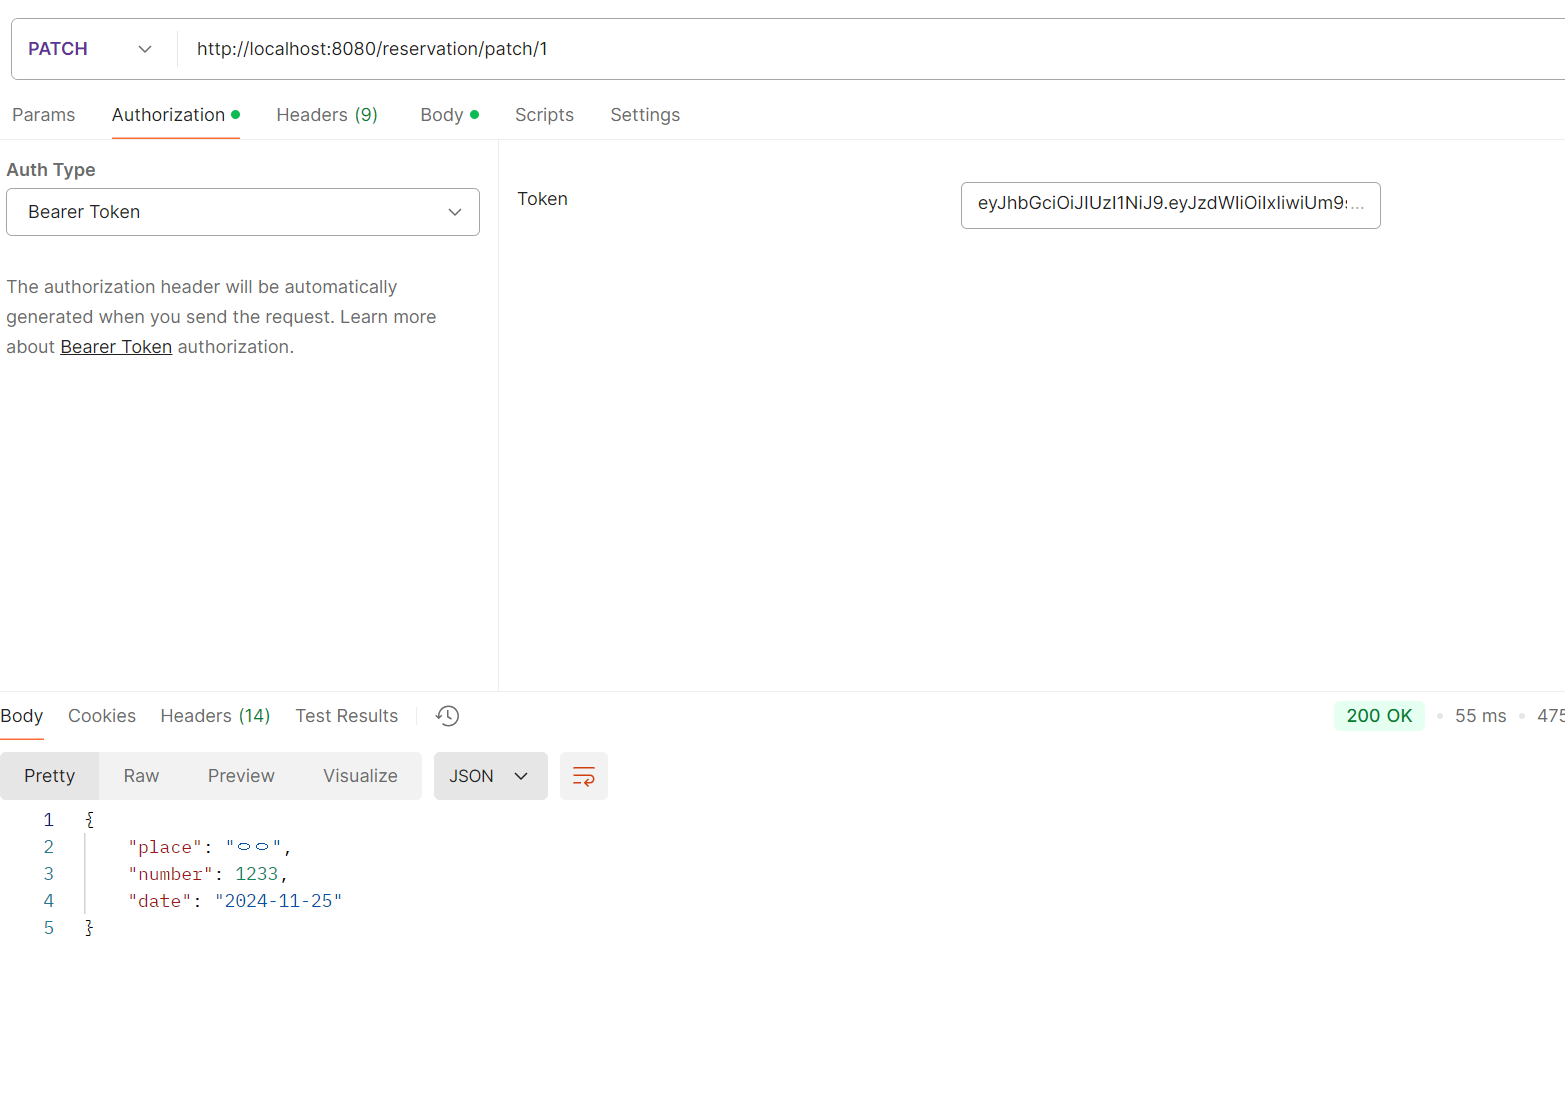 PATCH http://localhost:8080/reservation/patch/1
Params Authorization Headers (9) Body Scripts Settings
Auth Type
Bearer Token
Token
eyJhbGciOiJIUzI1NiJ9.eyJzdWIiOiIxIiwiUm9s...
The authorization header will be automatically
generated when you send the request. Learn more
about Bearer Token authorization.
Body Cookies Headers (14) Test Results
200 OK • 55 ms • 475
Pretty Raw Preview Visualize JSON
1 {
2 "place": "ㅇㅇ",
3 "number": 1233,
4 "date": "2024-11-25"
5 }